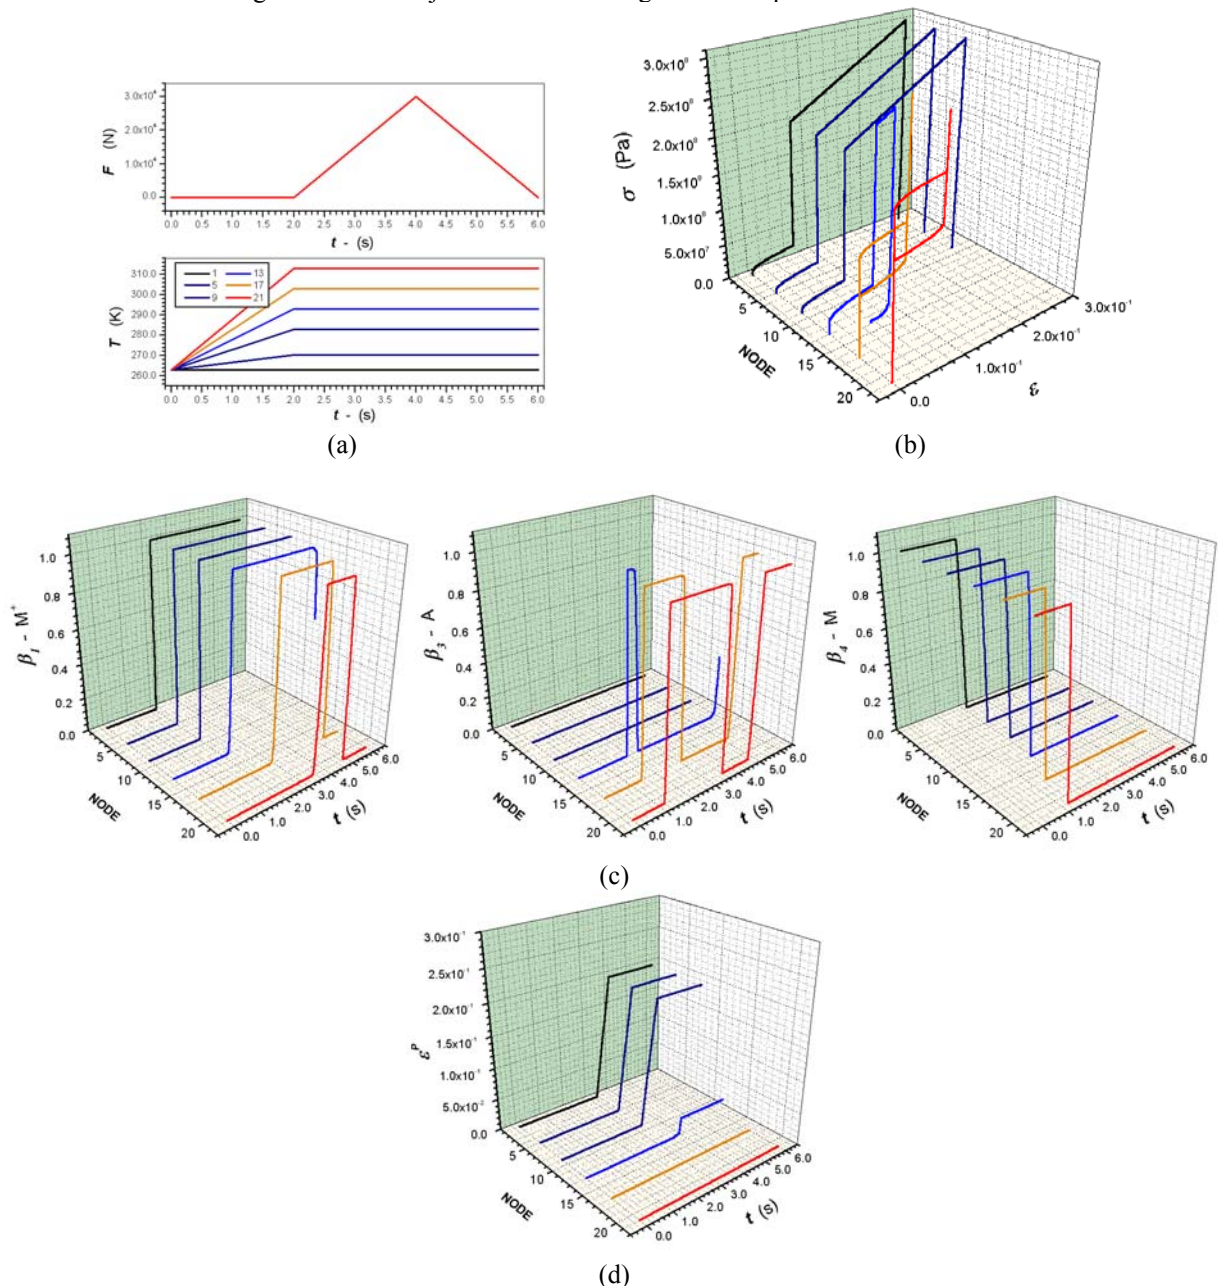 F (N)
3.0x10⁴
2.0x10⁴
1.0x10⁴
0.0
0.0 0.5 1.0 1.5 2.0 2.5 3.0 3.5 4.0 4.5 5.0 5.5 6.0
t - (s)
T (K)
310.0
300.0
290.0
280.0
270.0
260.0
1 13
5 17
9 21
0.0 0.5 1.0 1.5 2.0 2.5 3.0 3.5 4.0 4.5 5.0 5.5 6.0
t - (s)
(a)
σ (Pa)
3.0x10⁸
2.5x10⁸
2.0x10⁸
1.5x10⁸
1.0x10⁸
5.0x10⁷
0.0
5
10
15
20
NODE
0.0
1.0x10⁻¹
2.0x10⁻¹
3.0x10⁻¹
ε
(b)
β₁ - M⁺
1.0
0.8
0.6
0.4
0.2
0.0
5
10
15
20
NODE
0.0 1.0 2.0 3.0 4.0 5.0 6.0
t (s)
β₃ - A
1.0
0.8
0.6
0.4
0.2
0.0
5
10
15
20
NODE
0.0 1.0 2.0 3.0 4.0 5.0 6.0
t (s)
β₄ - M
1.0
0.8
0.6
0.4
0.2
0.0
5
10
15
20
NODE
0.0 1.0 2.0 3.0 4.0 5.0 6.0
t (s)
(c)
εᴾ
3.0x10⁻¹
2.5x10⁻¹
2.0x10⁻¹
1.5x10⁻¹
1.0x10⁻¹
5.0x10⁻²
0.0
5
10
15
20
NODE
0.0 1.0 2.0 3.0 4.0 5.0 6.0
t (s)
(d)